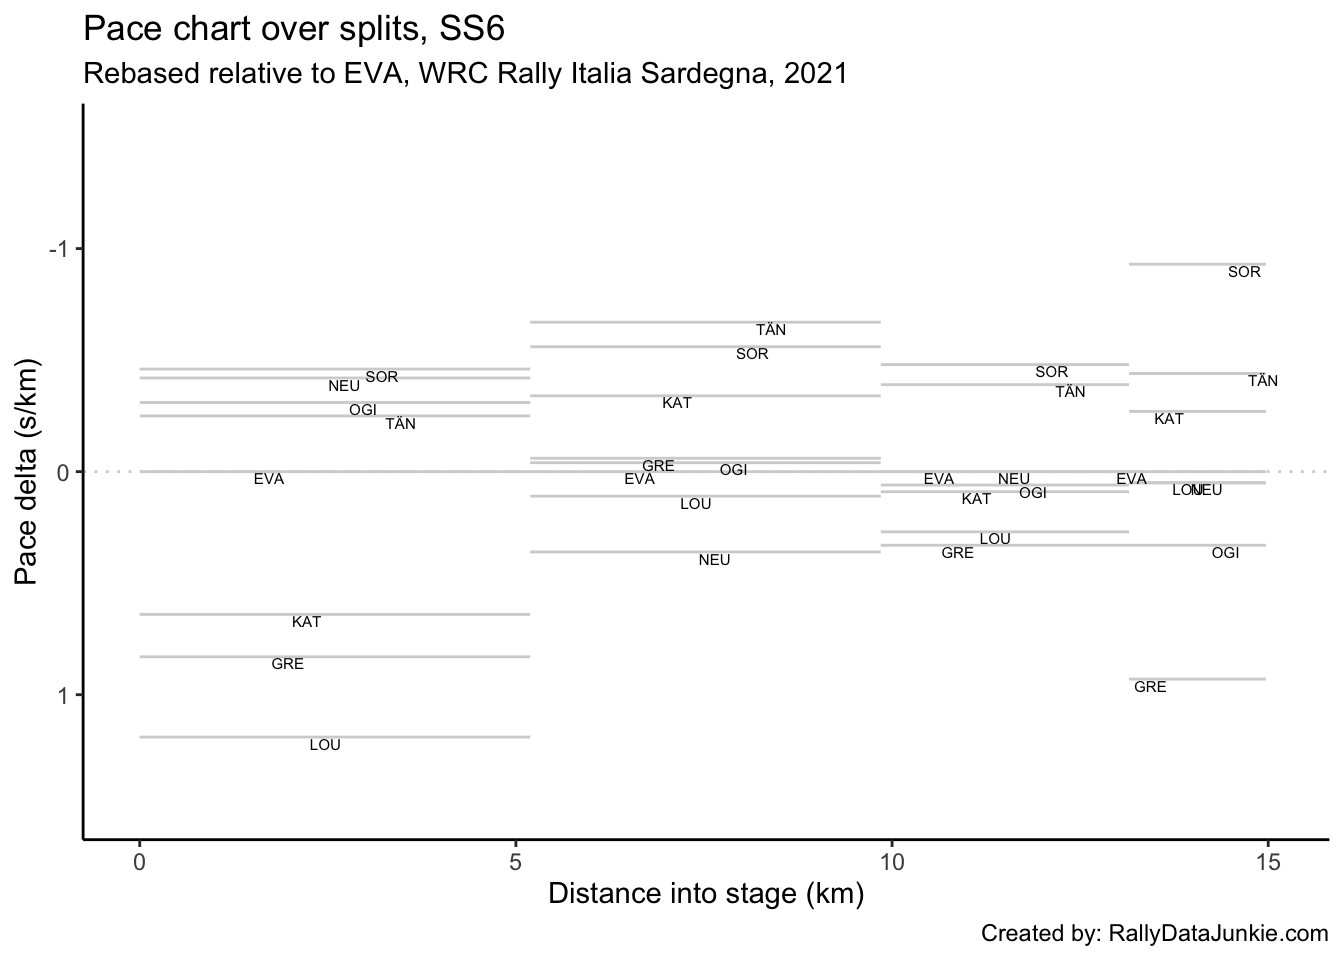 Pace chart over splits, SS6
Rebased relative to EVA, WRC Rally Italia Sardegna, 2021
Pace delta (s/km)
-1
0
1
SOR
NEU
OGI
TÄN
EVA
KAT
GRE
LOU
TÄN
SOR
KAT
GRE
OGI
EVA
LOU
NEU
SOR
TÄN
EVA
NEU
OGI
KAT
LOU
GRE
SOR
TÄN
KAT
EVA
LOU
NEU
OGI
GRE
0 5 10 15
Distance into stage (km)
Created by: RallyDataJunkie.com